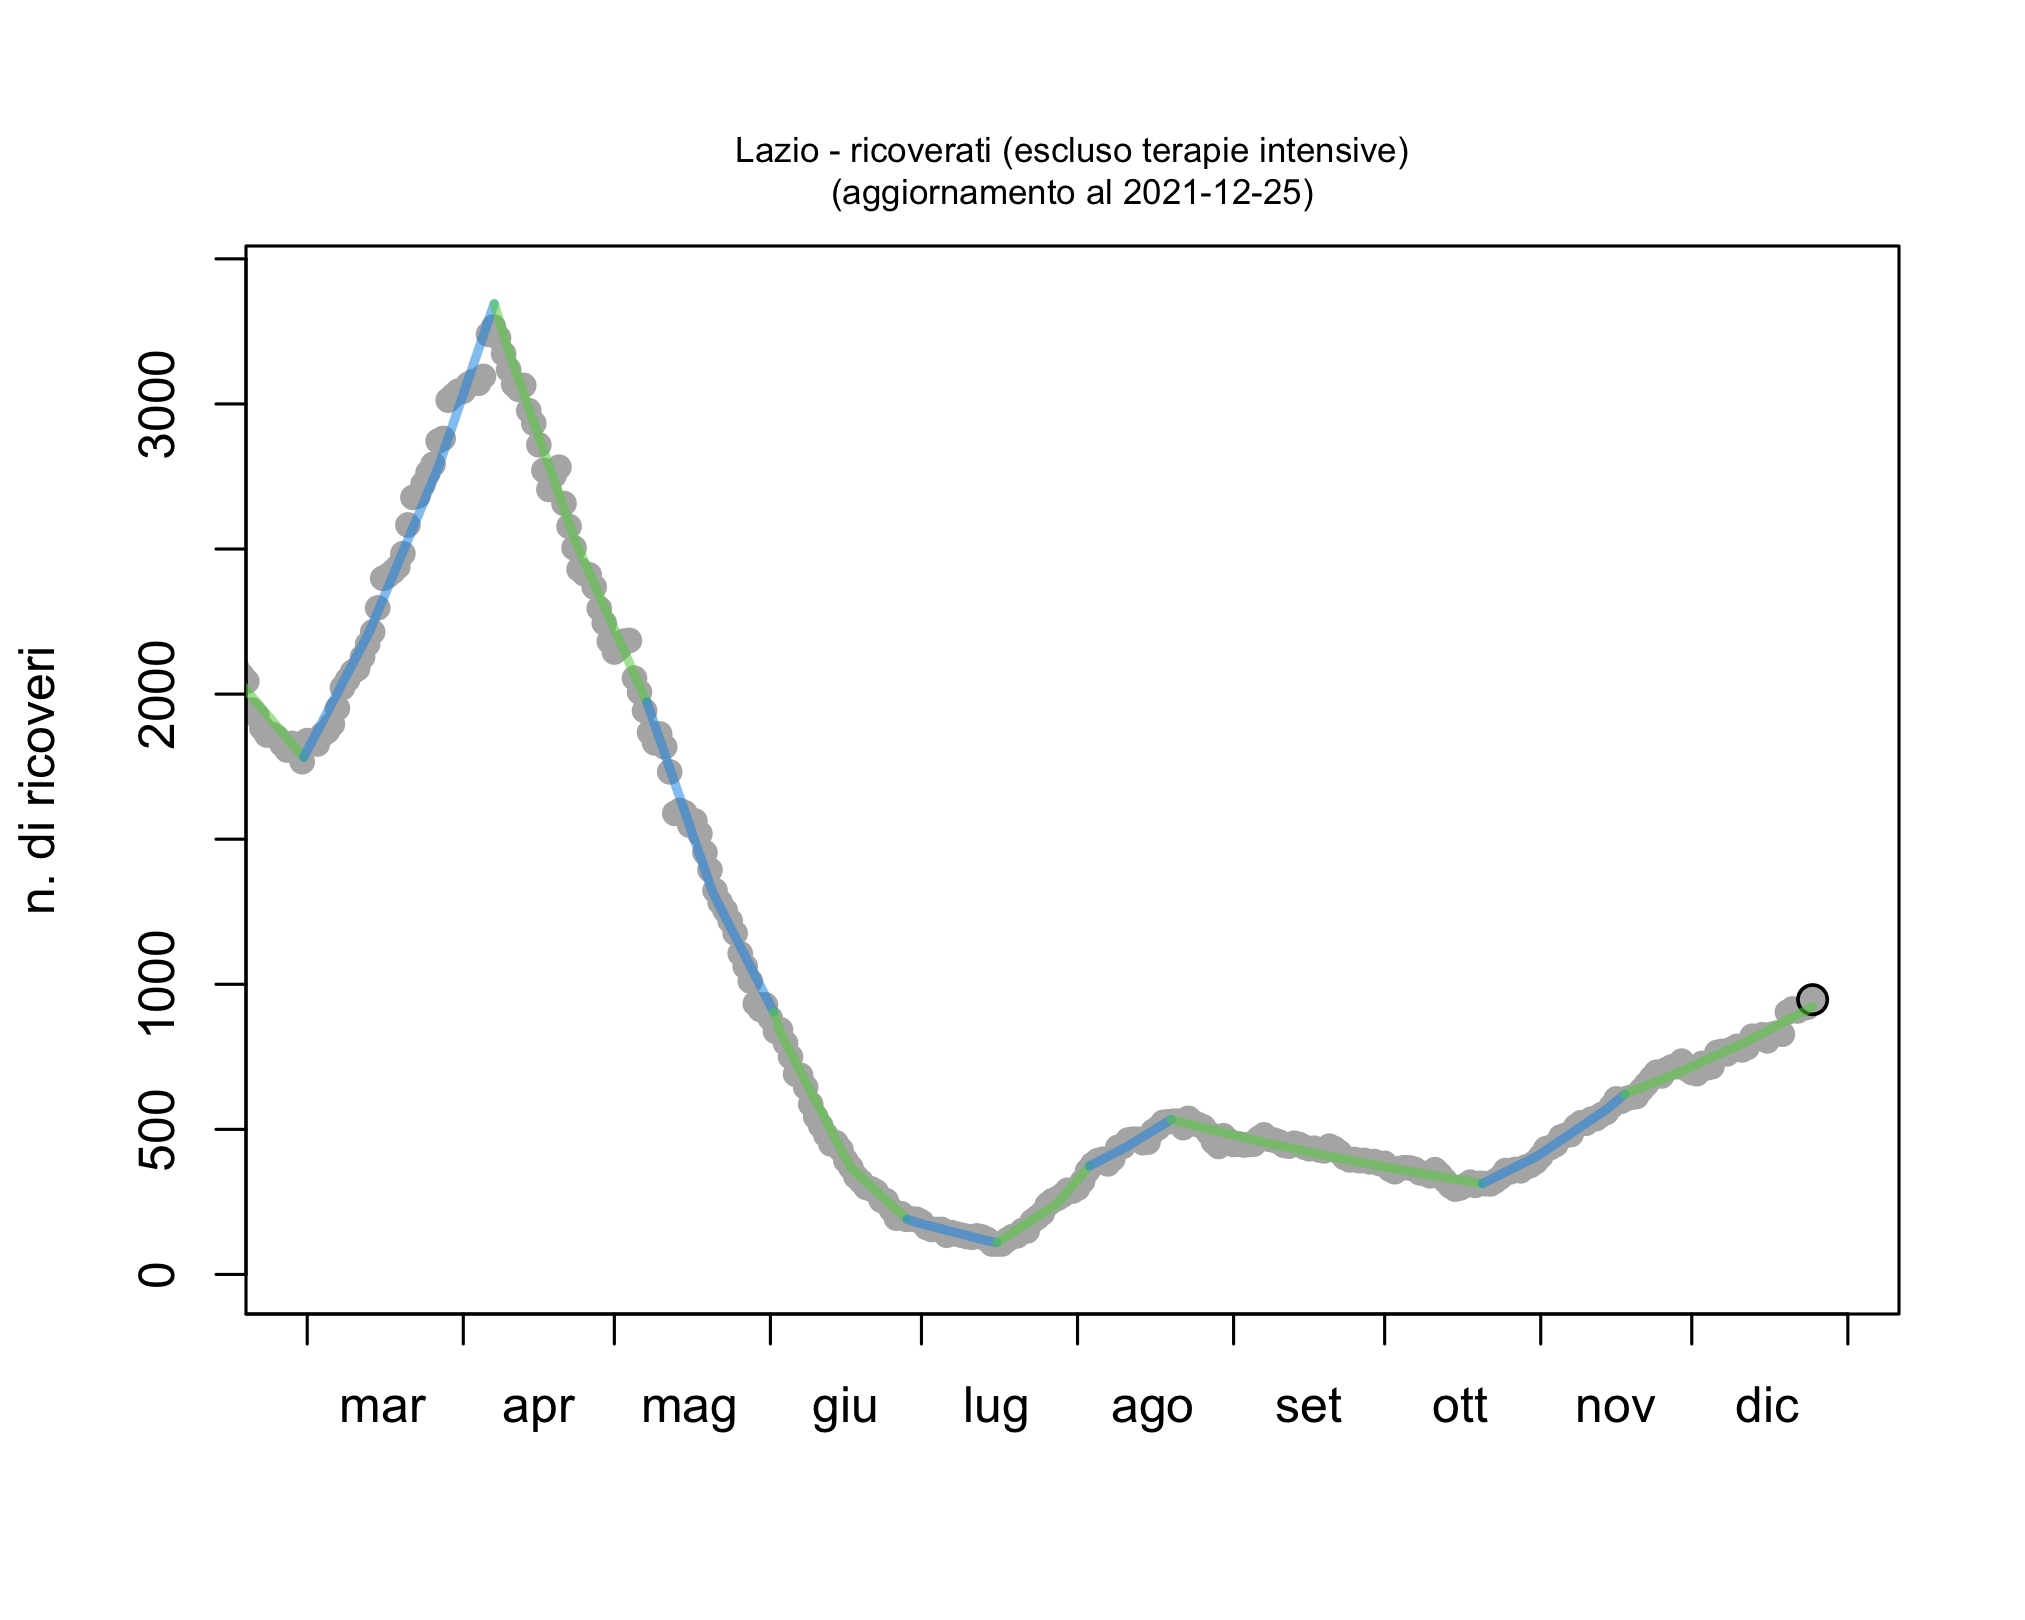 Lazio - ricoverati (escluso terapie intensive)
(aggiornamento al 2021-12-25)
n. di ricoveri
3000
2000
1000
500
0
mar apr mag giu lug ago set ott nov dic